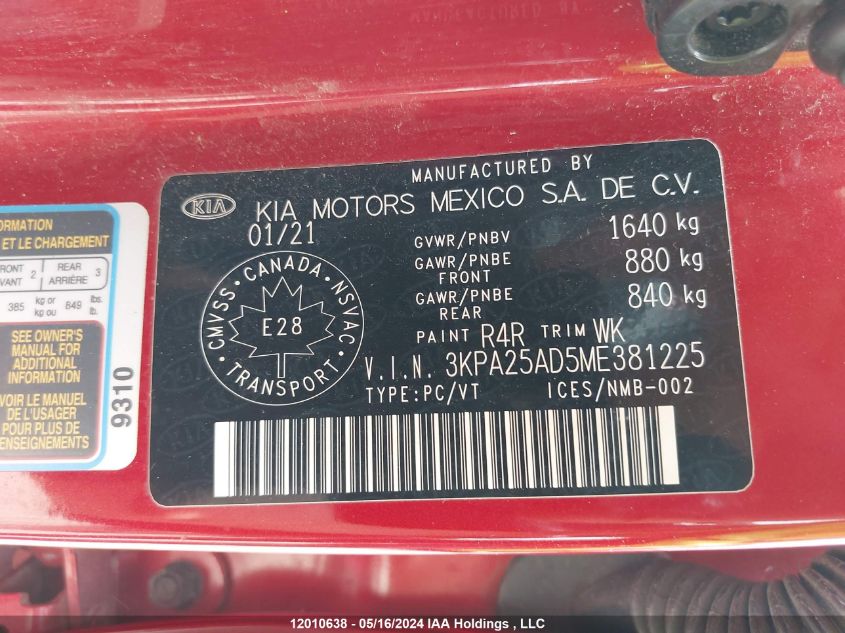 MANUFACTURED BY
KIA KIA MOTORS MEXICO S.A. DE C.V.
01/21
GVWR/PNBV 1640 kg
GAWR/PNBE FRONT 880 kg
GAWR/PNBE REAR 840 kg
PAINT R4R TRIM WK
CMVSS • CANADA • NSVAC • TRANSPORT •
E28
V.I.N. 3KPA25AD5ME381225
TYPE:PC/VT ICES/NMB-002
ORMATION
ET LE CHARGEMENT
FRONT
VANT 2
REAR
ARRIÈRE 3
385 kg or
kg ou 849 lbs.
lb.
SEE OWNER'S
MANUAL FOR
ADDITIONAL
INFORMATION
VOIR LE MANUEL
DE L'USAGER
POUR PLUS DE
RENSEIGNEMENTS
9310
12010638 - 05/16/2024 IAA Holdings , LLC